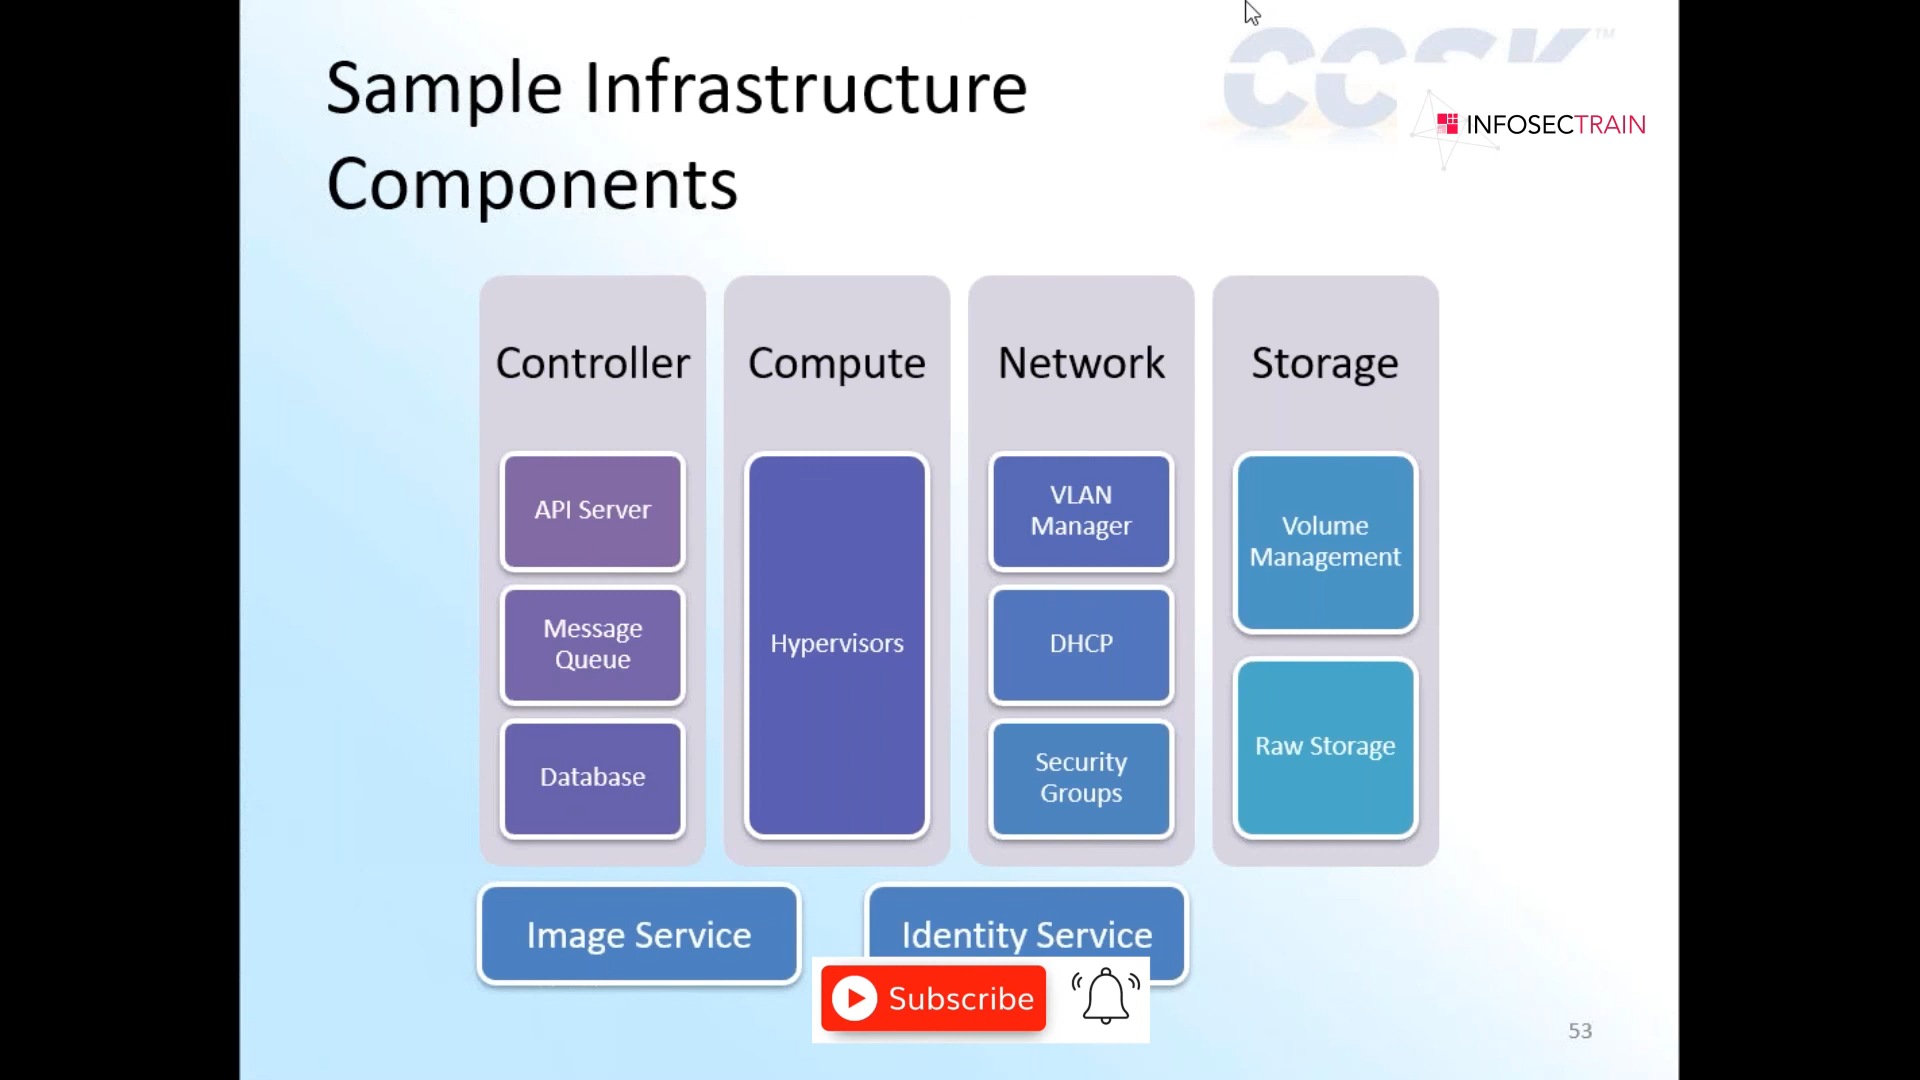 Sample Infrastructure
Components
CCSK™
INFOSECTRAIN
Controller
Compute
Network
Storage
API Server
Message
Queue
Database
Hypervisors
VLAN
Manager
DHCP
Security
Groups
Volume
Management
Raw Storage
Image Service
Identity Service
Subscribe
53